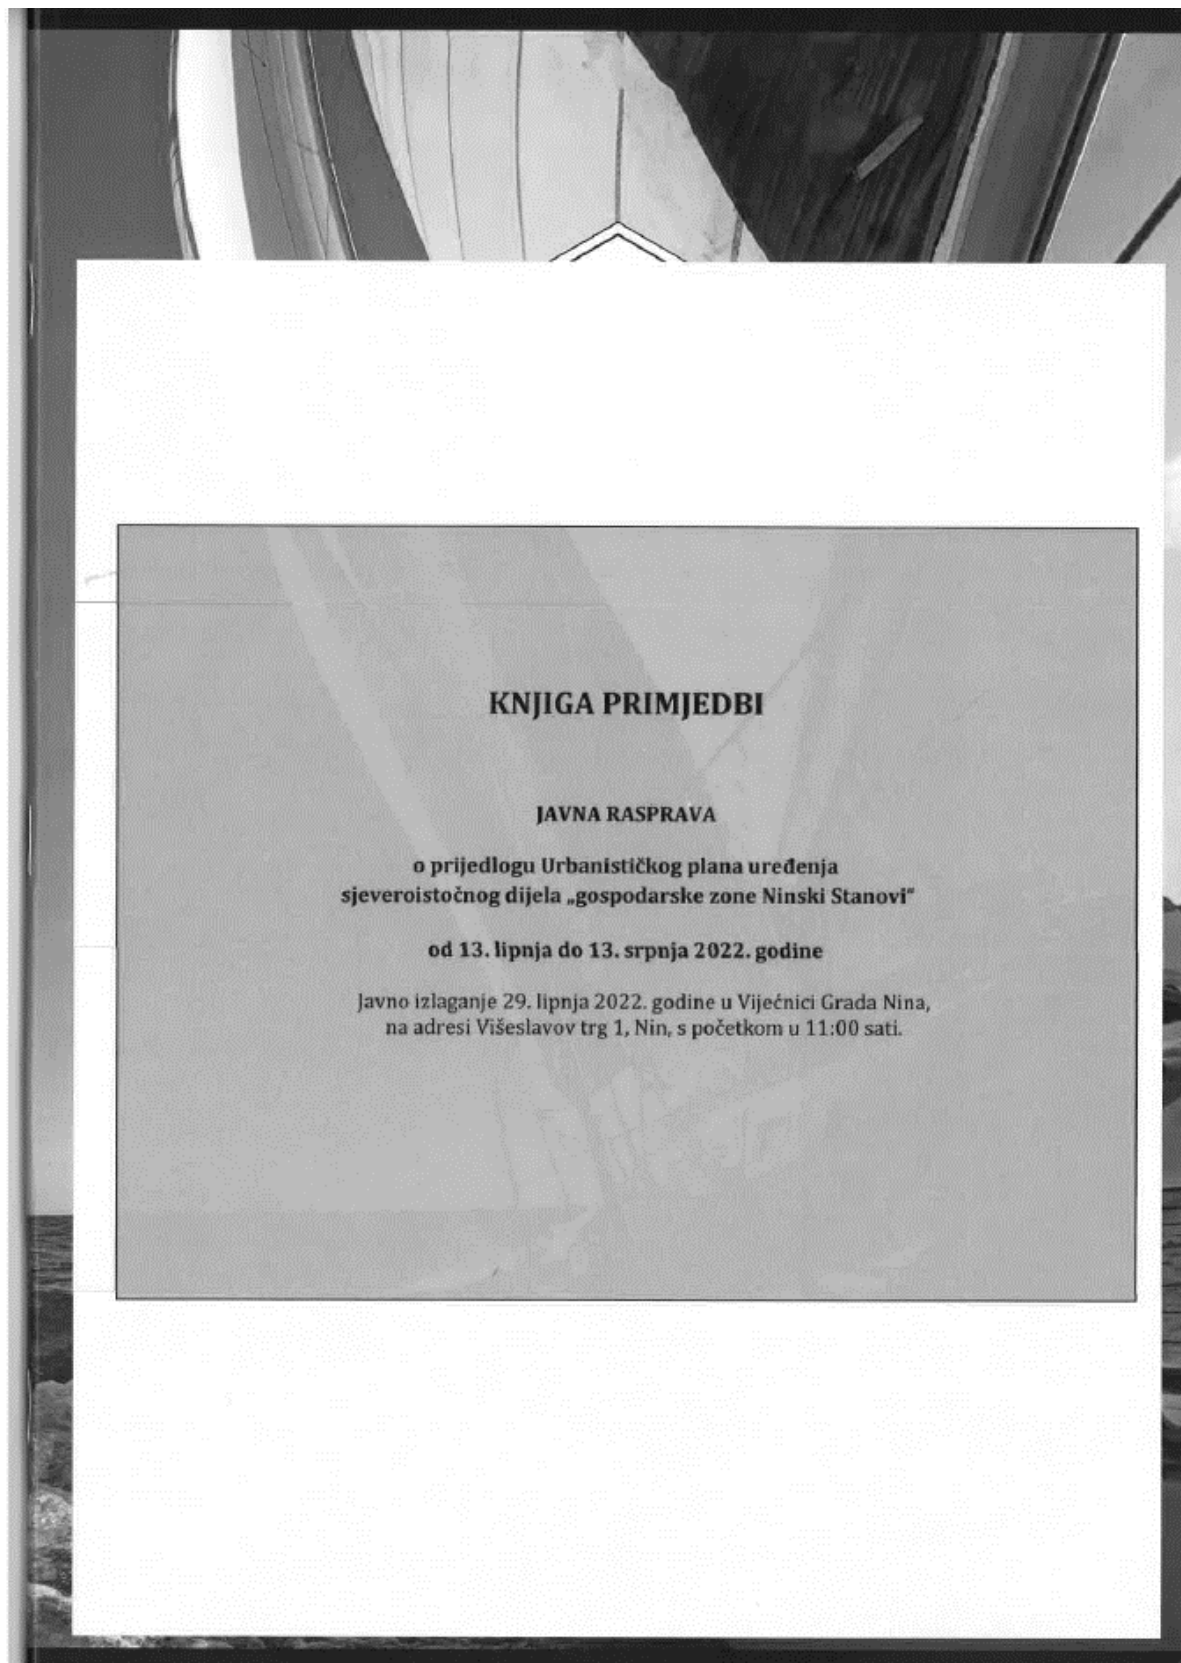 KNJIGA PRIMJEDBI
JAVNA RASPRAVA
o prijedlogu Urbanističkog plana uređenja
sjeveroistočnog dijela „gospodarske zone Ninski Stanovi“
od 13. lipnja do 13. srpnja 2022. godine
Javno izlaganje 29. lipnja 2022. godine u Vijećnici Grada Nina,
na adresi Višeslavov trg 1, Nin, s početkom u 11:00 sati.